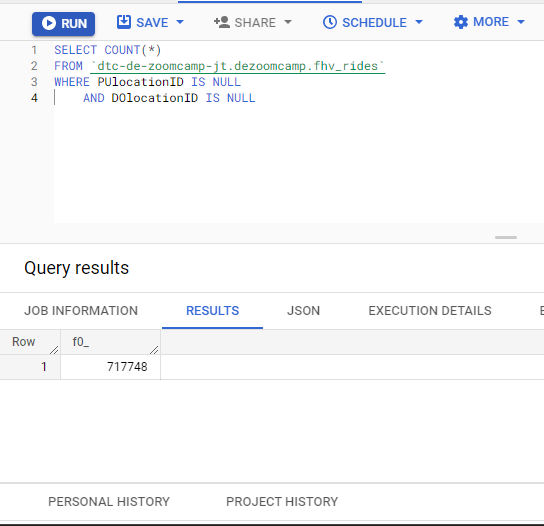 RUN SAVE SHARE SCHEDULE MORE
1 SELECT COUNT(*)
2 FROM `dtc-de-zoomcamp-jt.dezoomcamp.fhv_rides`
3 WHERE PUlocationID IS NULL
4 AND DOlocationID IS NULL
Query results
JOB INFORMATION RESULTS JSON EXECUTION DETAILS
Row f0_
1 717748
PERSONAL HISTORY PROJECT HISTORY